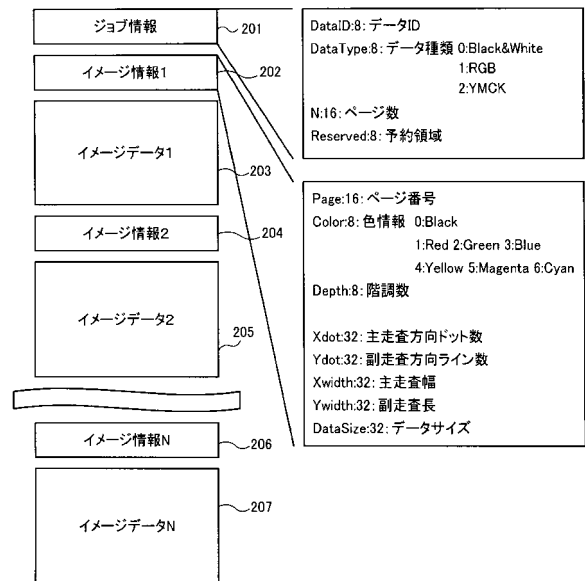 ジョブ情報
201
イメージ情報1
202
イメージデータ1
203
イメージ情報2
204
イメージデータ2
205
イメージ情報N
206
イメージデータN
207
DataID:8: データID
DataType:8: データ種類 0:Black&White
1:RGB
2:YMCK
N:16: ページ数
Reserved:8: 予約領域
Page:16: ページ番号
Color:8: 色情報 0:Black
1:Red 2:Green 3:Blue
4:Yellow 5:Magenta 6:Cyan
Depth:8: 階調数
Xdot:32: 主走査方向ドット数
Ydot:32: 副走査方向ライン数
Xwidth:32: 主走査幅
Ywidth:32: 副走査長
DataSize:32: データサイズ